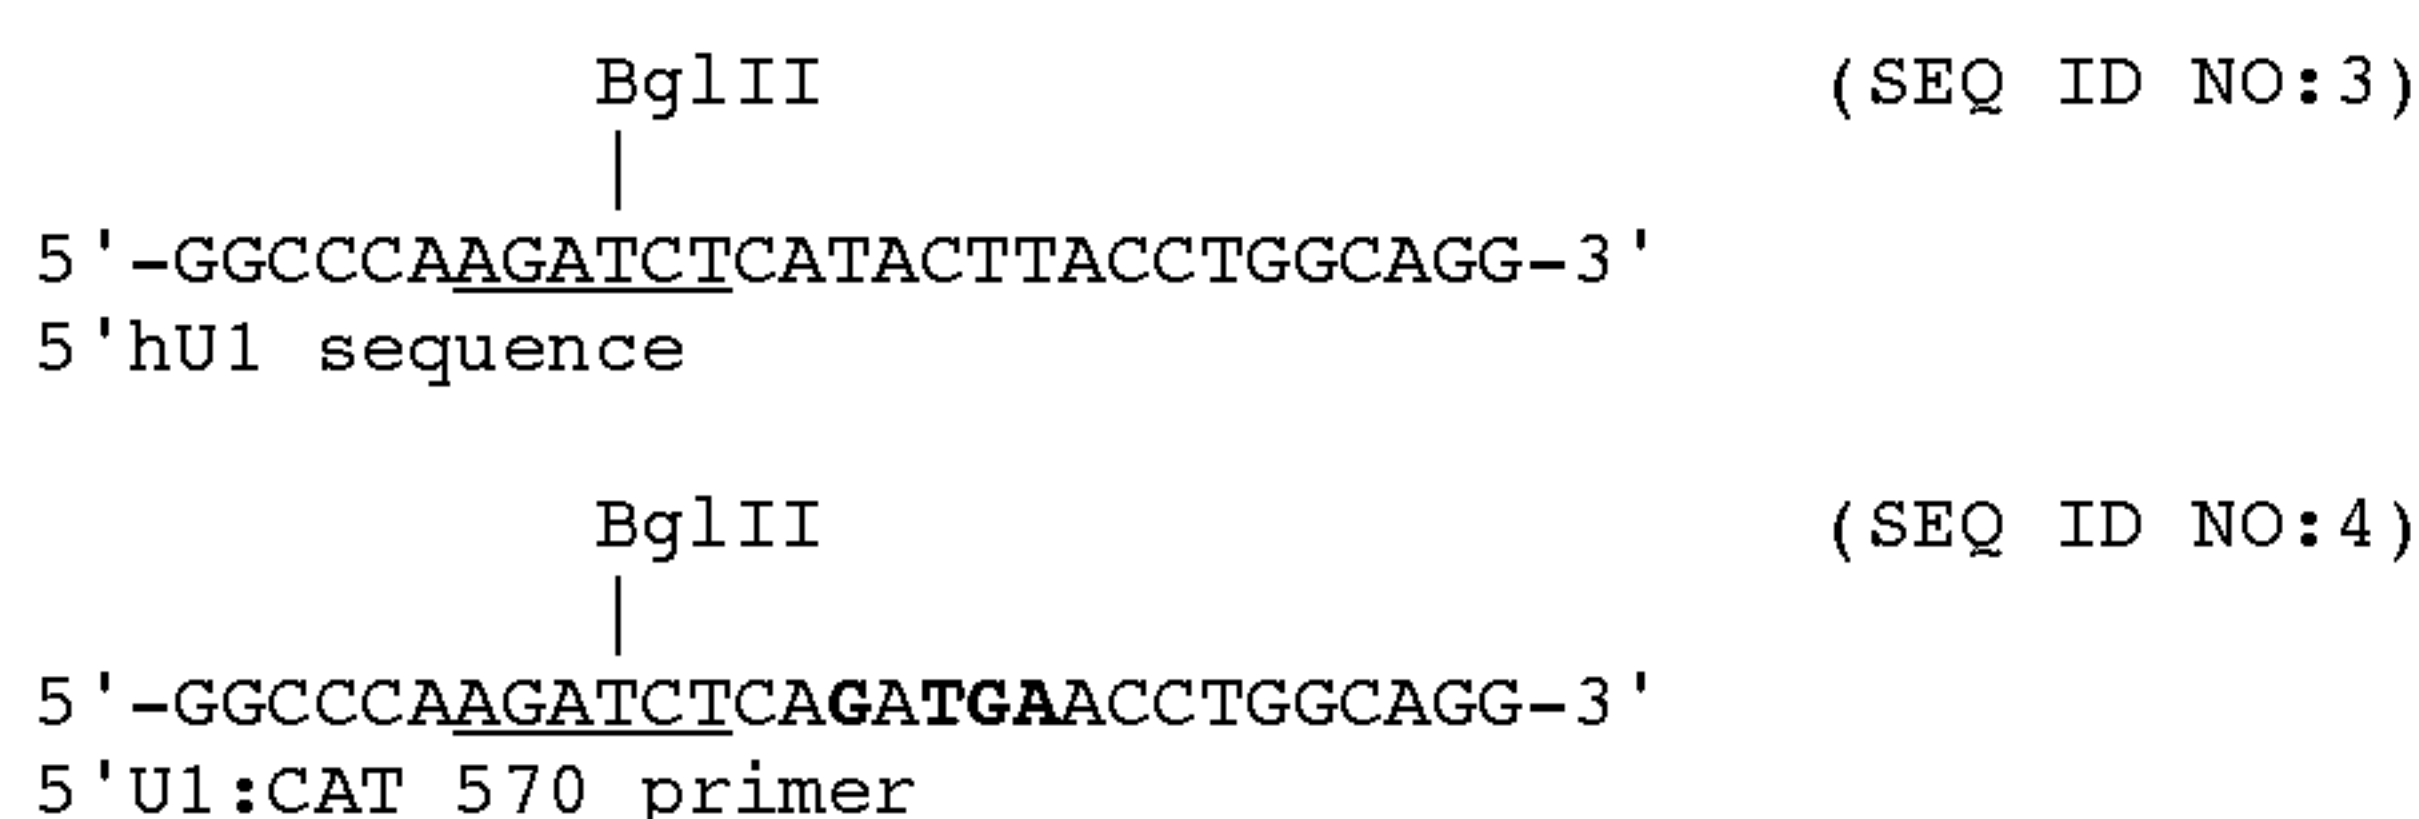 BglII (SEQ ID NO:3)
|
5'-GGCCCAAGATCTCATACTTACCTGGCAGG-3'
5'hU1 sequence
BglII (SEQ ID NO:4)
|
5'-GGCCCAAGATCTCAGATGAACCTGGCAGG-3'
5'U1:CAT 570 primer